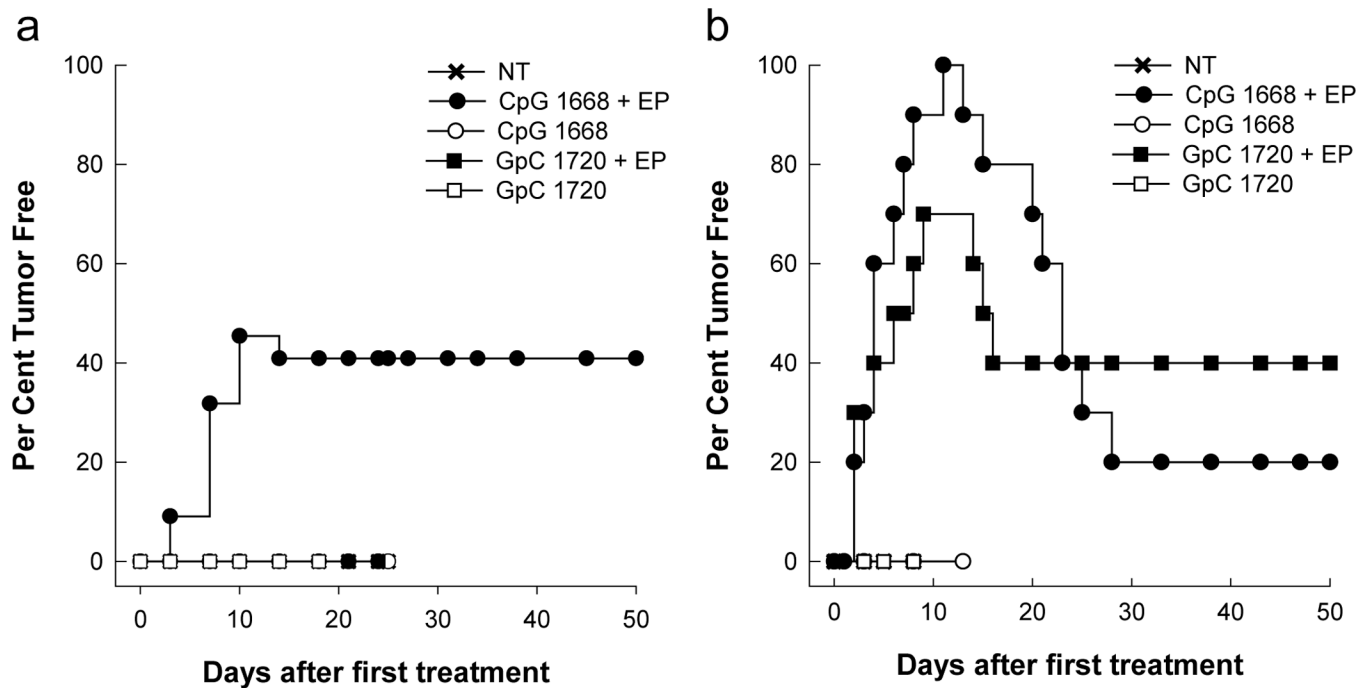 a
100
80
60
40
20
0
Per Cent Tumor Free
NT
CpG 1668 + EP
CpG 1668
GpC 1720 + EP
GpC 1720
0 10 20 30 40 50
Days after first treatment
b
100
80
60
40
20
0
Per Cent Tumor Free
NT
CpG 1668 + EP
CpG 1668
GpC 1720 + EP
GpC 1720
0 10 20 30 40 50
Days after first treatment